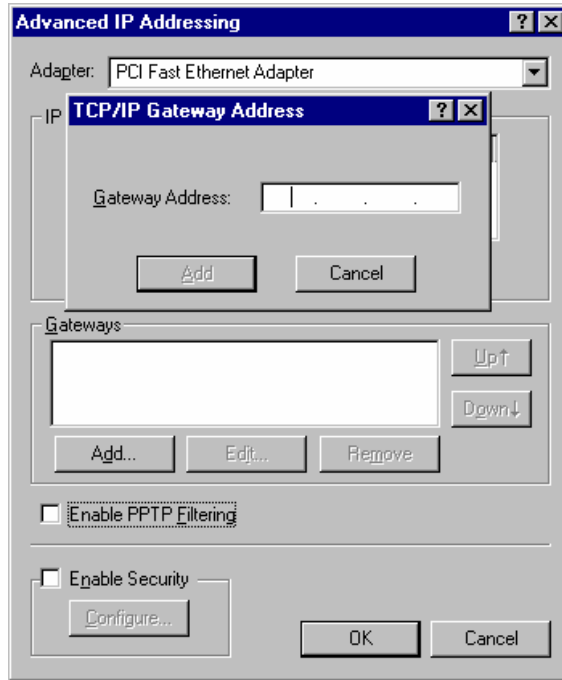 Advanced IP Addressing
Adapter: PCI Fast Ethernet Adapter
IP
TCP/IP Gateway Address
Gateway Address: . . .
Add Cancel
Gateways
Up↑
Down↓
Add... Edit... Remove
Enable PPTP Filtering
Enable Security
Configure...
OK Cancel